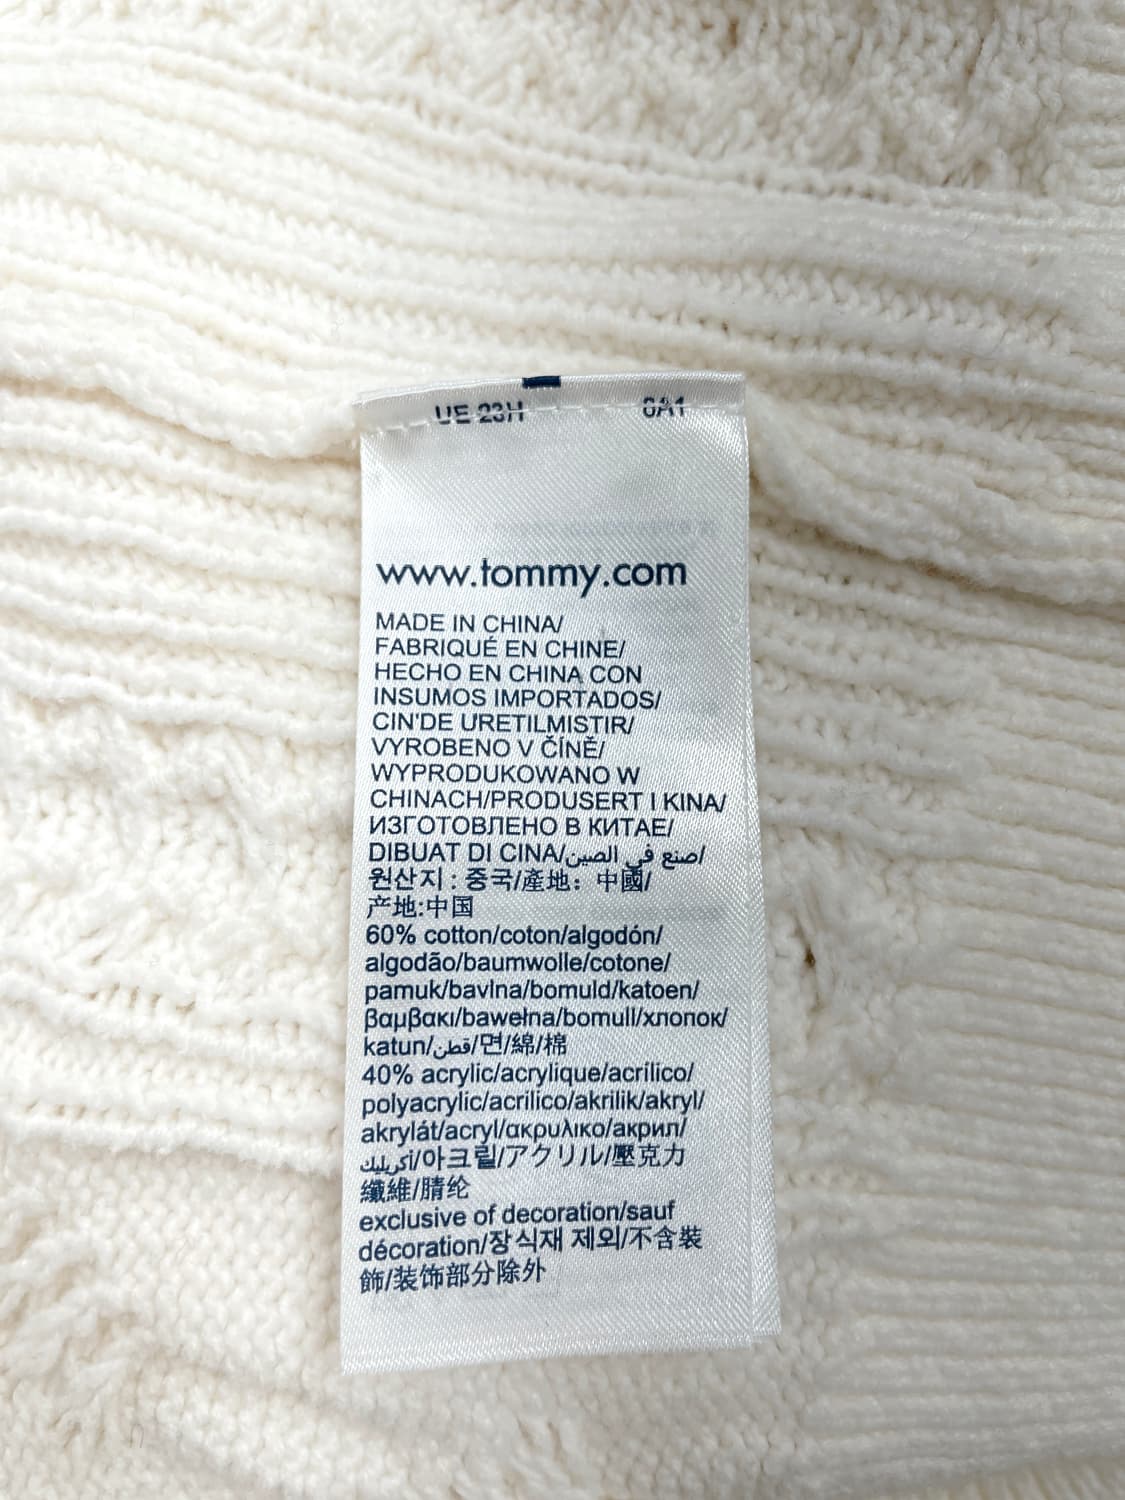 UE 23H 6A1
www.tommy.com
MADE IN CHINA/
FABRIQUÉ EN CHINE/
HECHO EN CHINA CON
INSUMOS IMPORTADOS/
CIN'DE URETILMISTIR/
VYROBENO V ČÍNĚ/
WYPRODUKOWANO W
CHINACH/PRODUSERT I KINA/
ИЗГОТОВЛЕНО В КИТАЕ/
DIBUAT DI CINA/صنع في الصين/
원산지 : 중국/產地：中國/
产地:中国
60% cotton/coton/algodón/
algodão/baumwolle/cotone/
pamuk/bavlna/bomuld/katoen/
βαμβακι/bawełna/bomull/хлопок/
katun/قطن/면/綿/棉
40% acrylic/acrylique/acrílico/
polyacrylic/acrilico/akrilik/akryl/
akrylát/acryl/ακρυλικο/акрил/
أكريليك/아크릴/アクリル/壓克力
纖維/腈纶
exclusive of decoration/sauf
décoration/장식재 제외/不含裝
飾/装饰部分除外